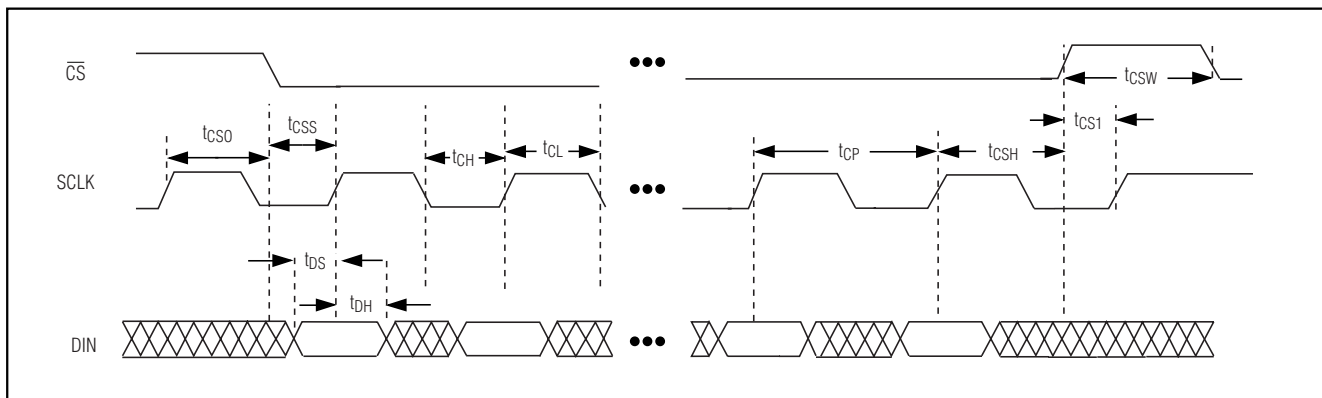 CS
●●●
tCSW
tCSO
tCSS
tCS1
tCH
tCL
tCP
tCSH
SCLK
●●●
tDS
tDH
DIN
●●●